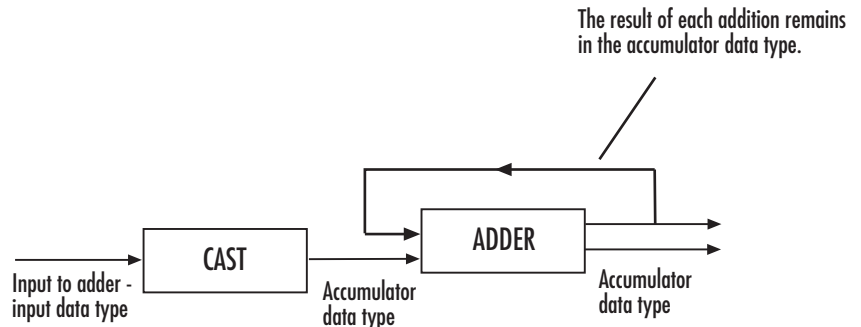 The result of each addition remains
in the accumulator data type.
CAST
ADDER
Input to adder -
input data type
Accumulator
data type
Accumulator
data type